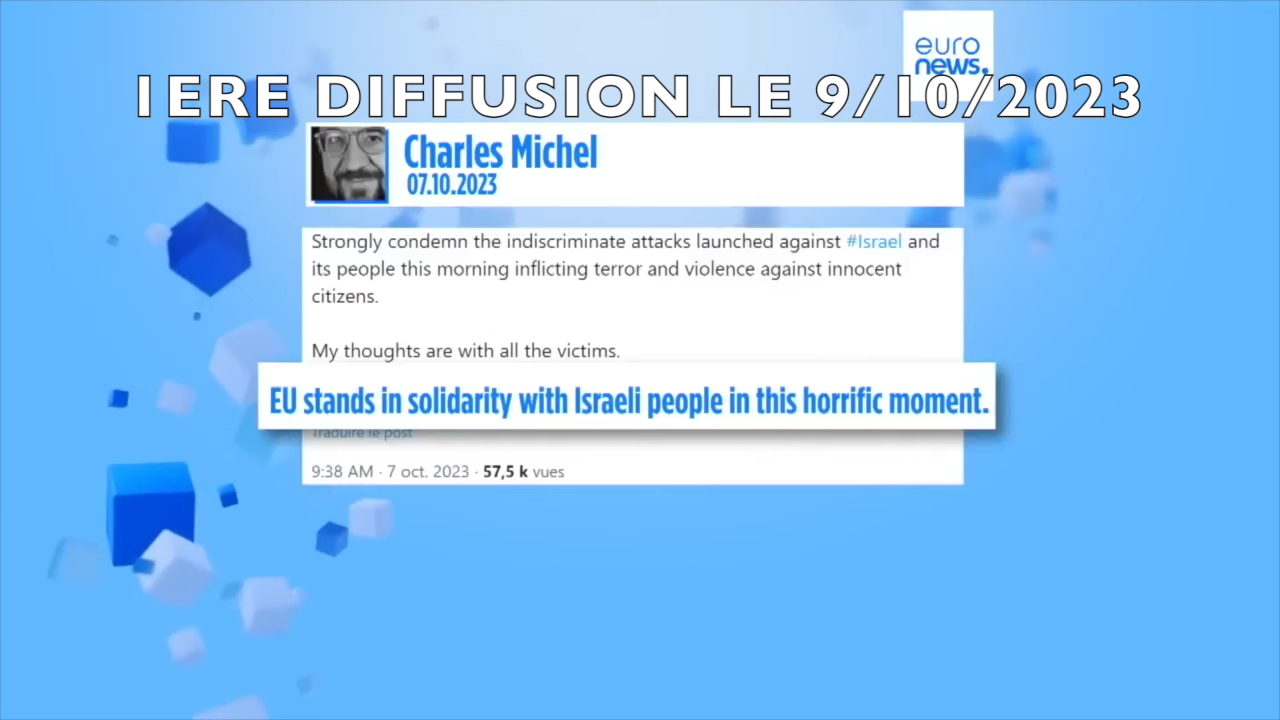 euro
news.
1ERE DIFFUSION LE 9/10/2023
Charles Michel
07.10.2023
Strongly condemn the indiscriminate attacks launched against #Israel and
its people this morning inflicting terror and violence against innocent
citizens.
My thoughts are with all the victims.
EU stands in solidarity with Israeli people in this horrific moment.
Traduire le post
9:38 AM · 7 oct. 2023 · 57,5 k vues